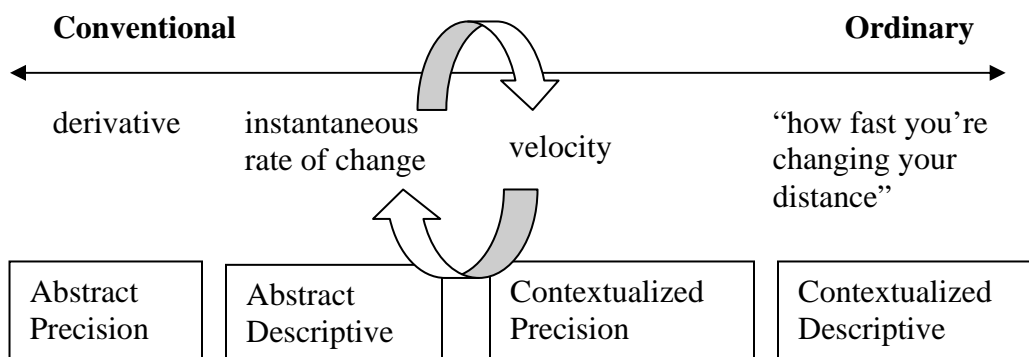 Conventional Ordinary
derivative
instantaneous
rate of change
velocity
“how fast you’re
changing your
distance”
Abstract
Precision
Abstract
Descriptive
Contextualized
Precision
Contextualized
Descriptive